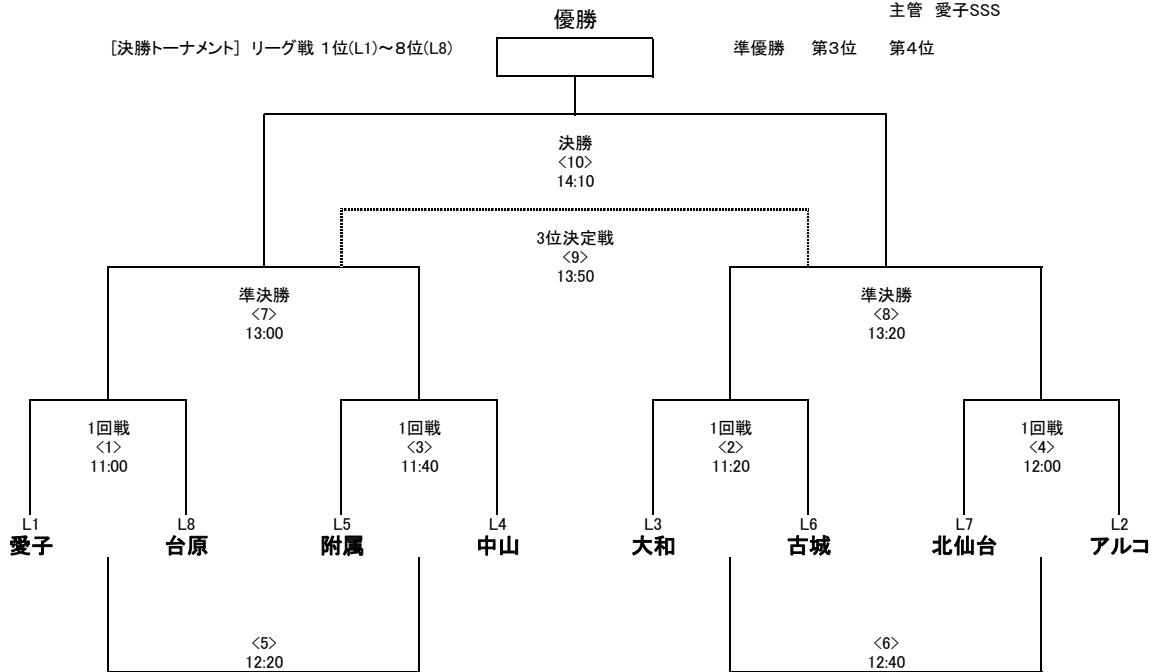 主管 愛子SSS
優勝
[決勝トーナメント] リーグ戦 1位(L1)～8位(L8)
準優勝 第3位 第4位
決勝
<10>
14:10
3位決定戦
<9>
13:50
準決勝
<7>
13:00
準決勝
<8>
13:20
1回戦
<1>
11:00
1回戦
<3>
11:40
1回戦
<2>
11:20
1回戦
<4>
12:00
L1 L8 L5 L4 L3 L6 L7 L2
愛子 台原 附属 中山 大和 古城 北仙台 アルコ
<5>
12:20
<6>
12:40